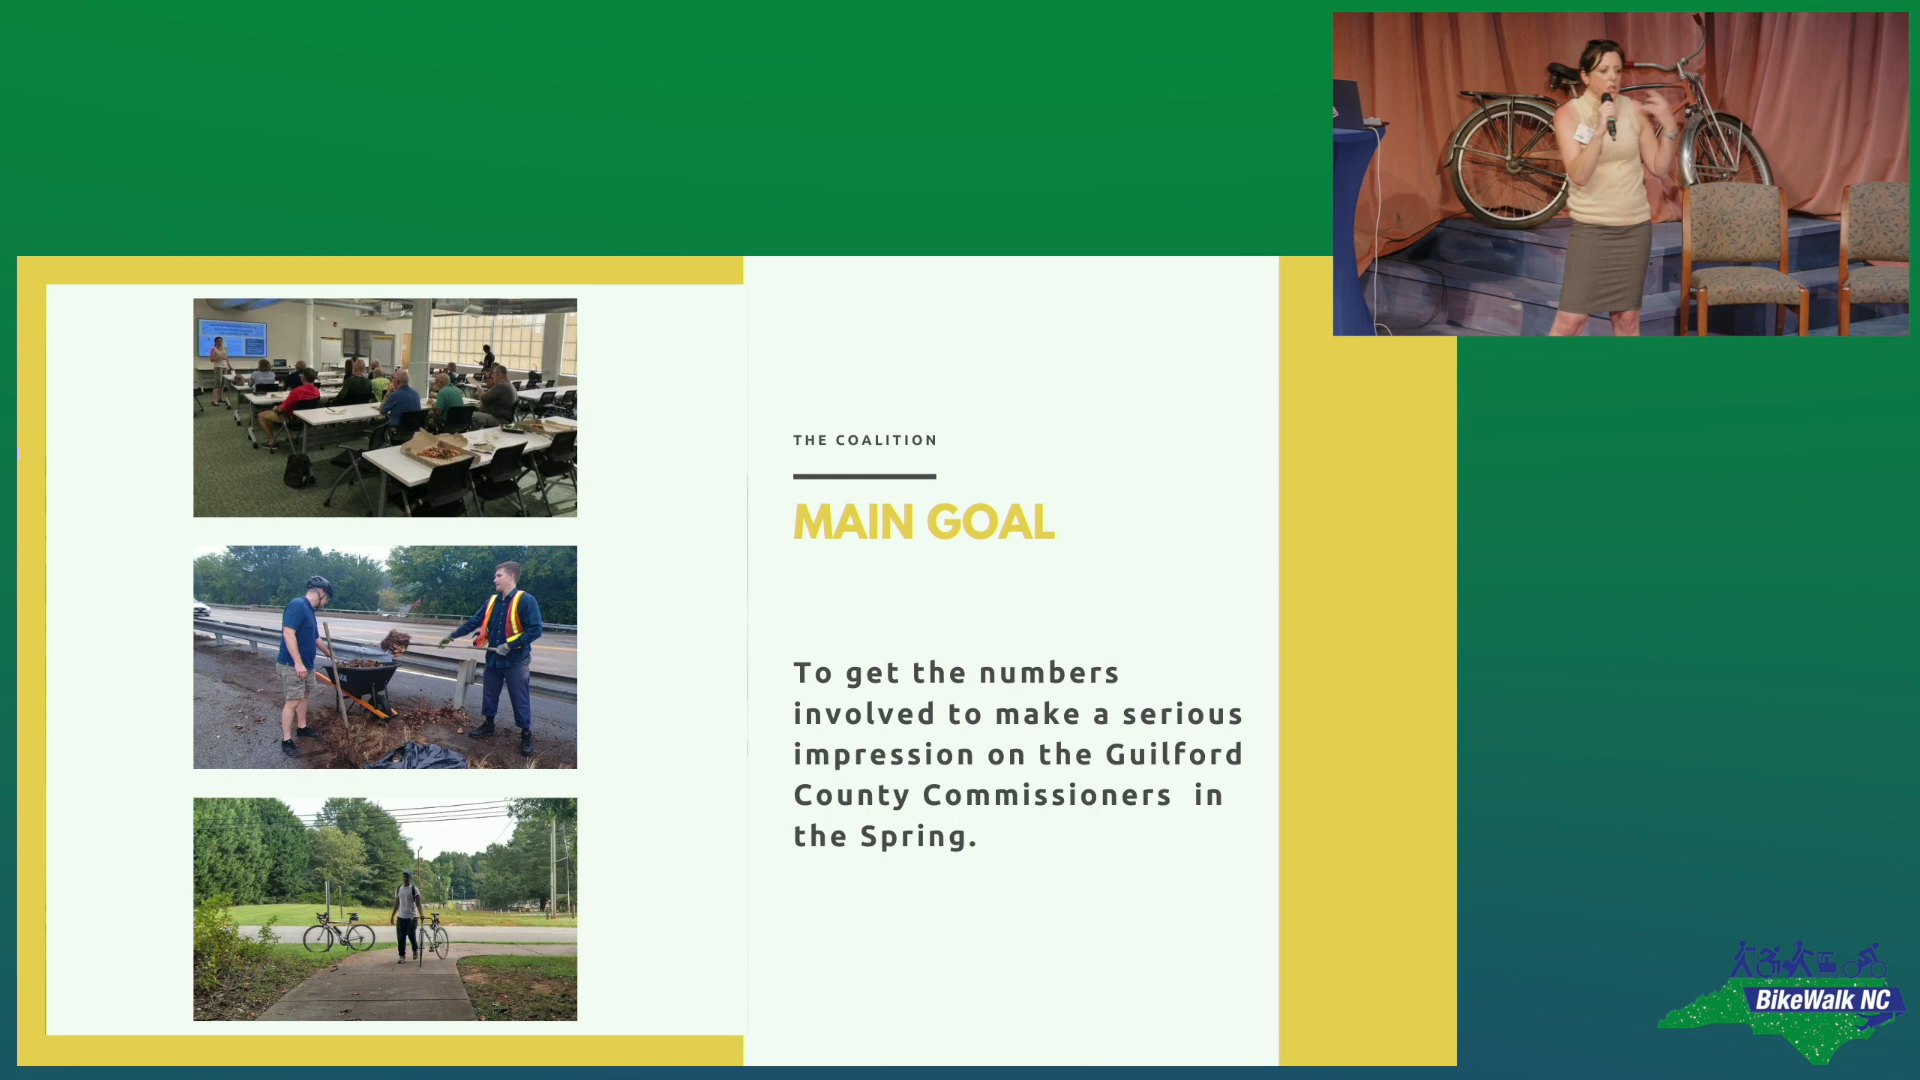 THE COALITION
MAIN GOAL
To get the numbers
involved to make a serious
impression on the Guilford
County Commissioners in
the Spring.
BikeWalk NC